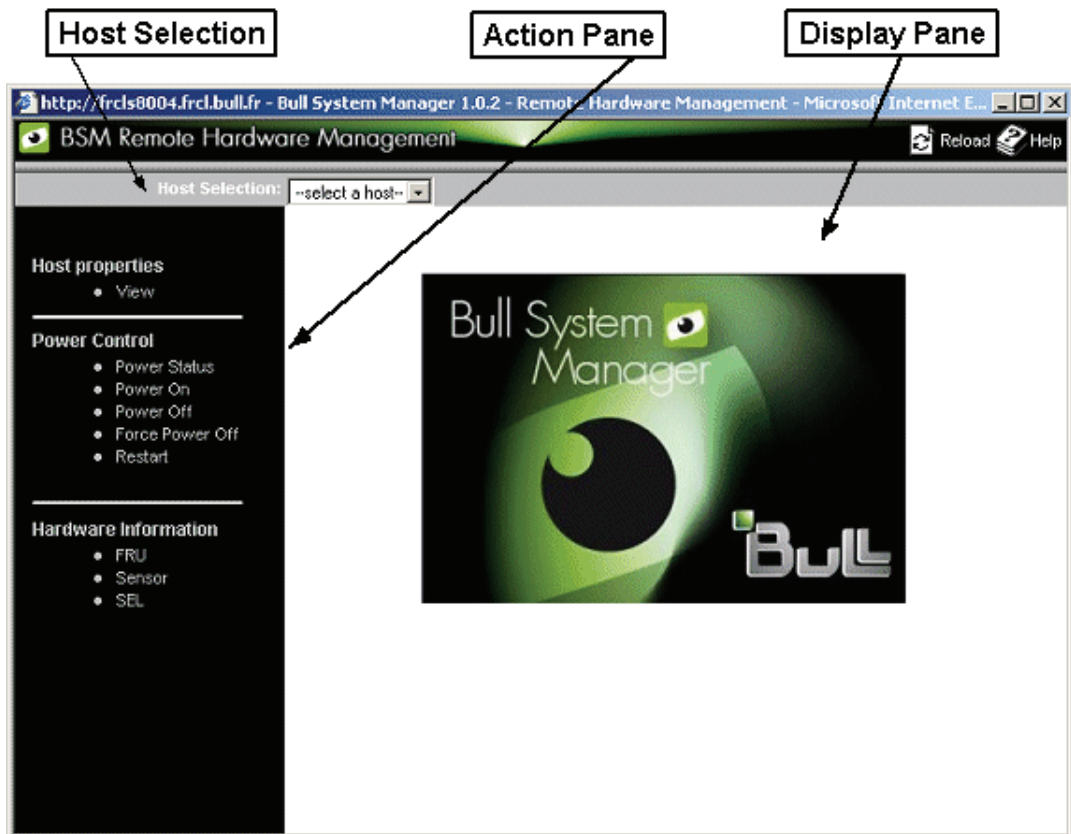 Host Selection
Action Pane
Display Pane
http://frcls8004.frcl.bull.fr - Bull System Manager 1.0.2 - Remote Hardware Management - Microsoft Internet E...
BSM Remote Hardware Management
Reload
Help
Host Selection:
--select a host--
Host properties
View
Power Control
Power Status
Power On
Power Off
Force Power Off
Restart
Hardware Information
FRU
Sensor
SEL
Bull System
Manager
Bull